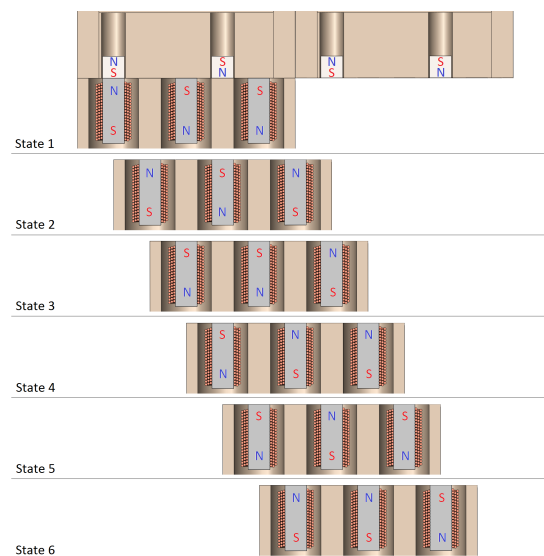 N S N S
S N S N
N S S
S N N
State 1
N S N
S N S
State 2
S S N
N N S
State 3
S N N
N S S
State 4
S N S
N S N
State 5
N N S
S S N
State 6